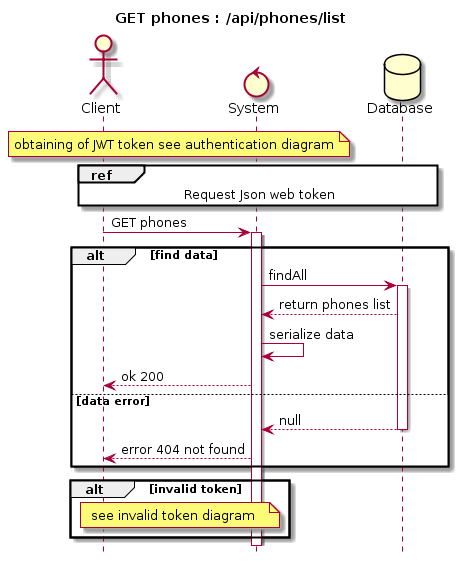 GET phones : /api/phones/list
Client
System
Database
obtaining of JWT token see authentication diagram
ref
Request Json web token
GET phones
alt [find data]
findAll
return phones list
serialize data
ok 200
[data error]
null
error 404 not found
alt [invalid token]
see invalid token diagram